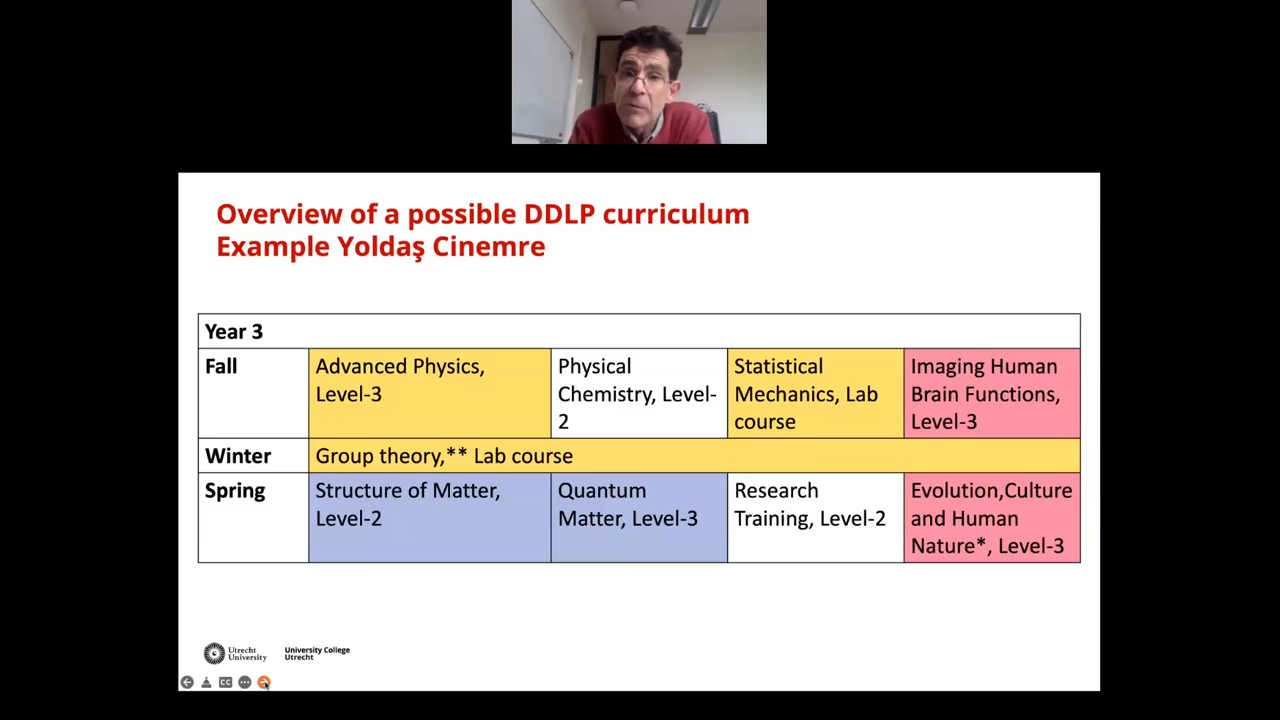 Overview of a possible DDLP curriculum
Example Yoldaş Cinemre
Year 3
Fall
Advanced Physics,
Level-3
Physical
Chemistry, Level-
2
Statistical
Mechanics, Lab
course
Imaging Human
Brain Functions,
Level-3
Winter
Group theory,** Lab course
Spring
Structure of Matter,
Level-2
Quantum
Matter, Level-3
Research
Training, Level-2
Evolution,Culture
and Human
Nature*, Level-3
Utrecht
University
University College
Utrecht
CC